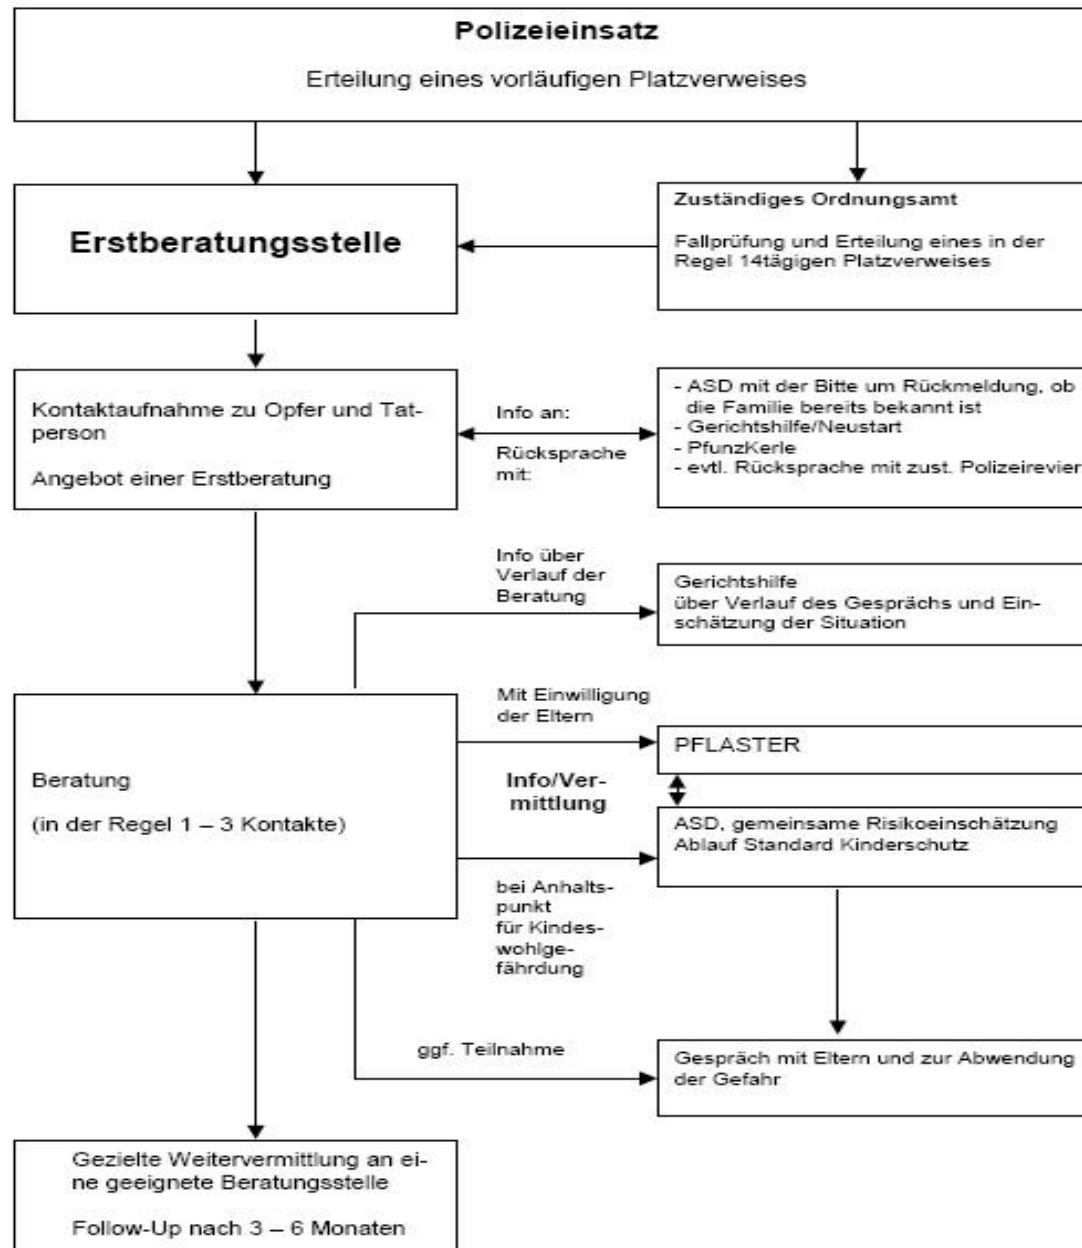 Polizeieinsatz
Erteilung eines vorläufigen Platzverweises
Erstberatungsstelle
Zuständiges Ordnungsamt
Fallprüfung und Erteilung eines in der
Regel 14tägigen Platzverweises
Kontaktaufnahme zu Opfer und Tat-
person
Angebot einer Erstberatung
Info an:
Rücksprache
mit:
- ASD mit der Bitte um Rückmeldung, ob
die Familie bereits bekannt ist
- Gerichtshilfe/Neustart
- PfunzKerle
- evtl. Rücksprache mit zust. Polizeirevier
Info über
Verlauf der
Beratung
Gerichtshilfe
über Verlauf des Gesprächs und Ein-
schätzung der Situation
Beratung
(in der Regel 1 – 3 Kontakte)
Mit Einwilligung
der Eltern
PFLASTER
Info/Ver-
mittlung
ASD, gemeinsame Risikoeinschätzung
Ablauf Standard Kinderschutz
bei Anhalts-
punkt
für Kindes-
wohlge-
fährdung
ggf. Teilnahme
Gespräch mit Eltern und zur Abwendung
der Gefahr
Gezielte Weitervermittlung an ei-
ne geeignete Beratungsstelle
Follow-Up nach 3 – 6 Monaten